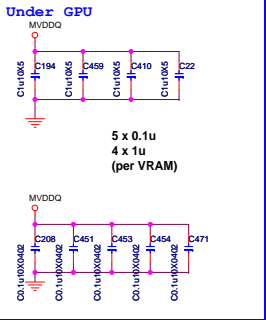 Under GPU
MVDDQ
C194 C459 C410 C22
C1u10X5 C1u10X5 C1u10X5 C1u10X5
5 x 0.1u
4 x 1u
(per VRAM)
MVDDQ
C208 C451 C453 C454 C471
C0.1u10X0402 C0.1u10X0402 C0.1u10X0402 C0.1u10X0402 C0.1u10X0402